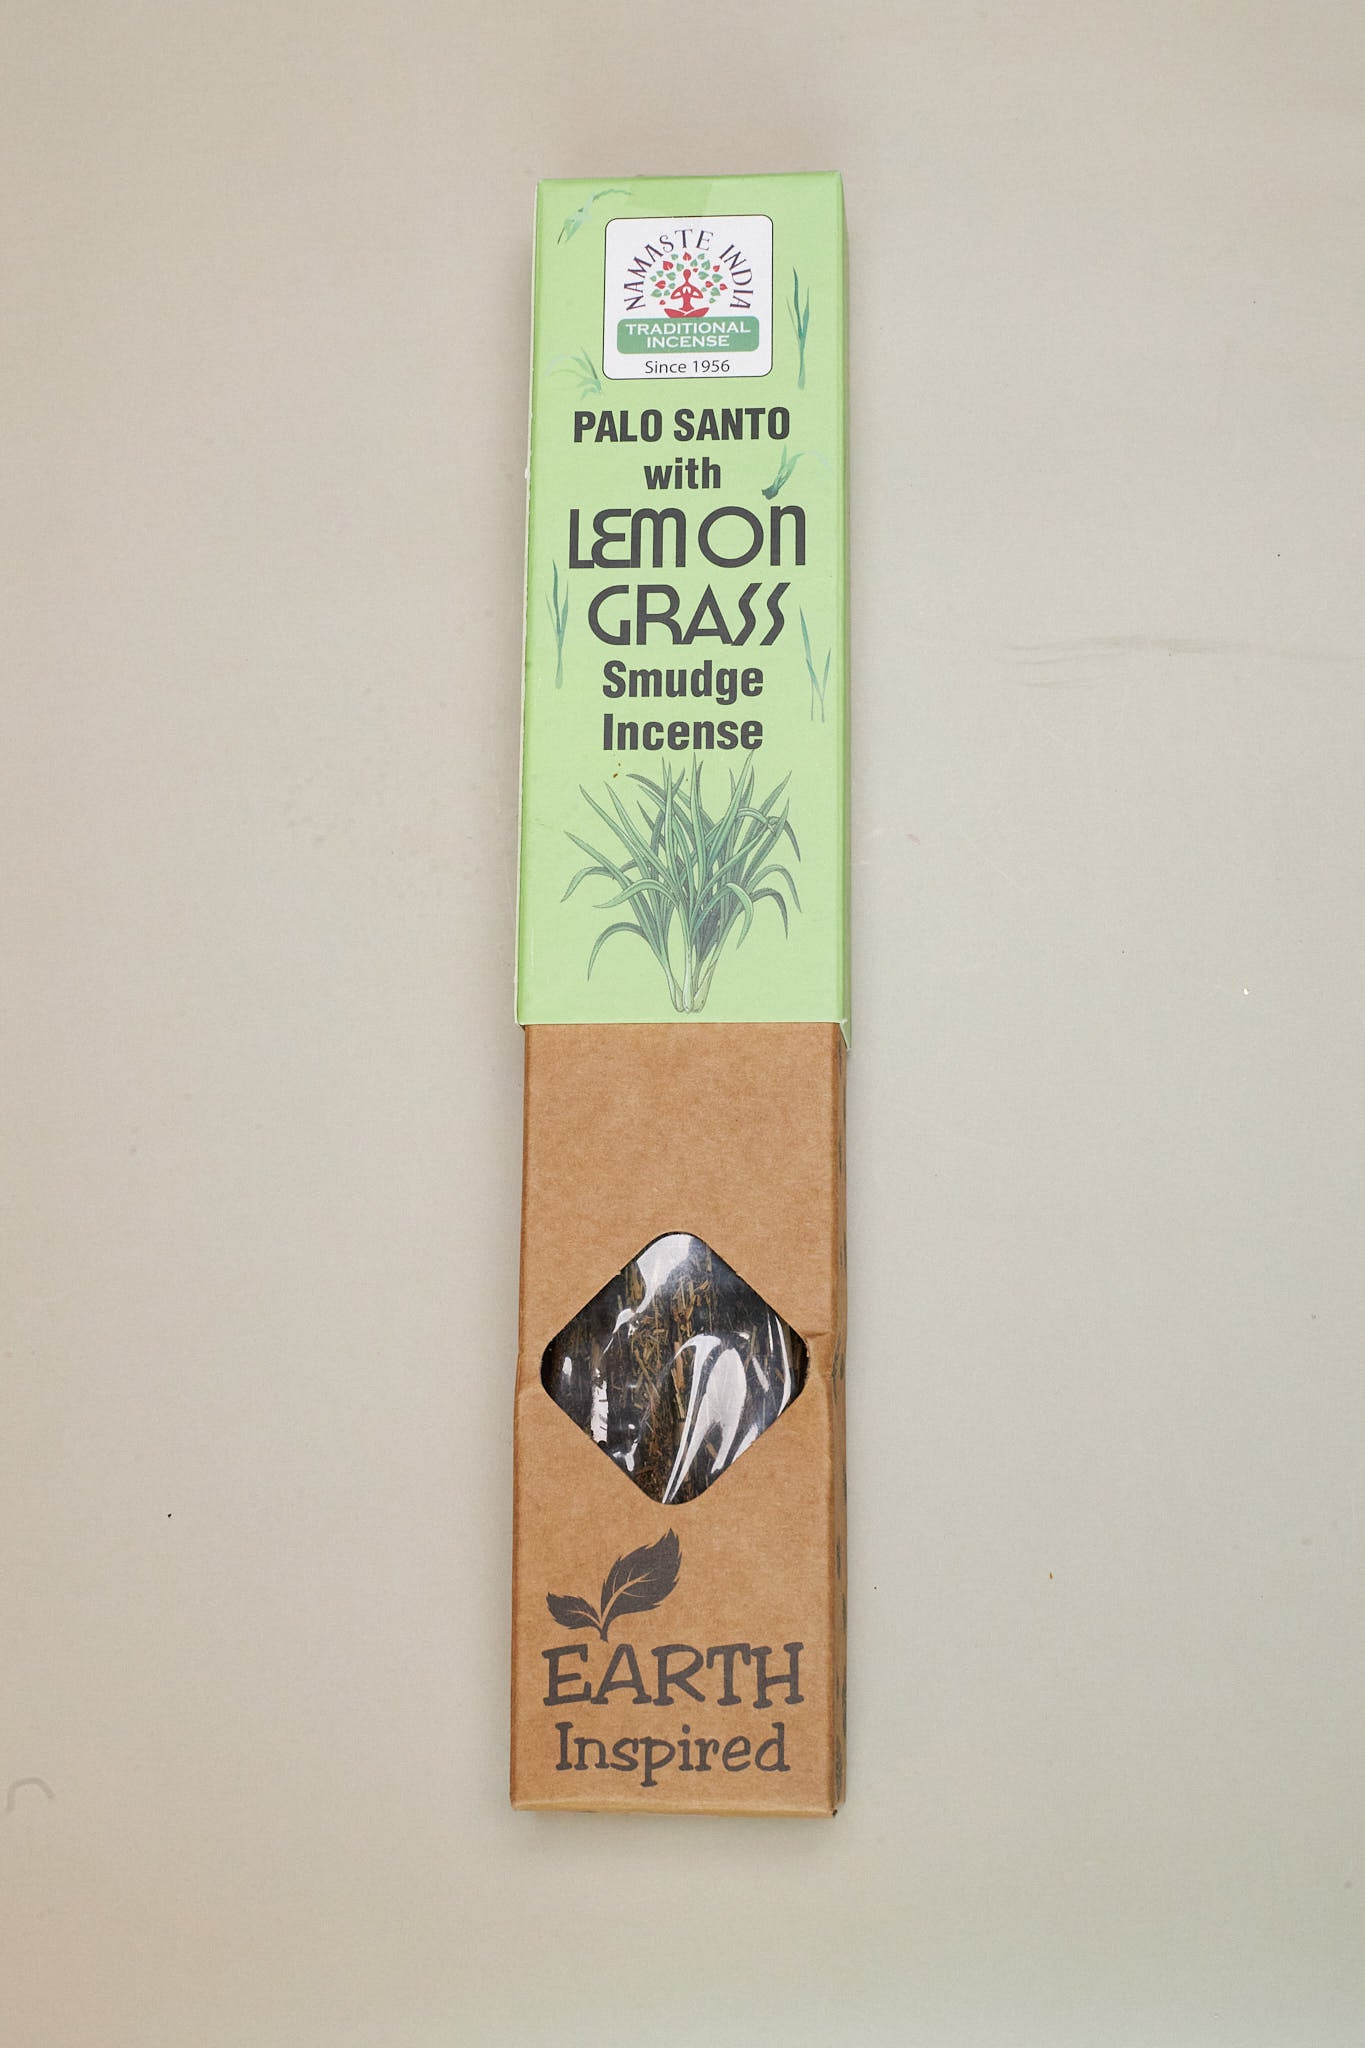 NAMASTE INDIA
TRADITIONAL
INCENSE
Since 1956
PALO SANTO
with
LEMON
GRASS
Smudge
Incense
EARTH
Inspired